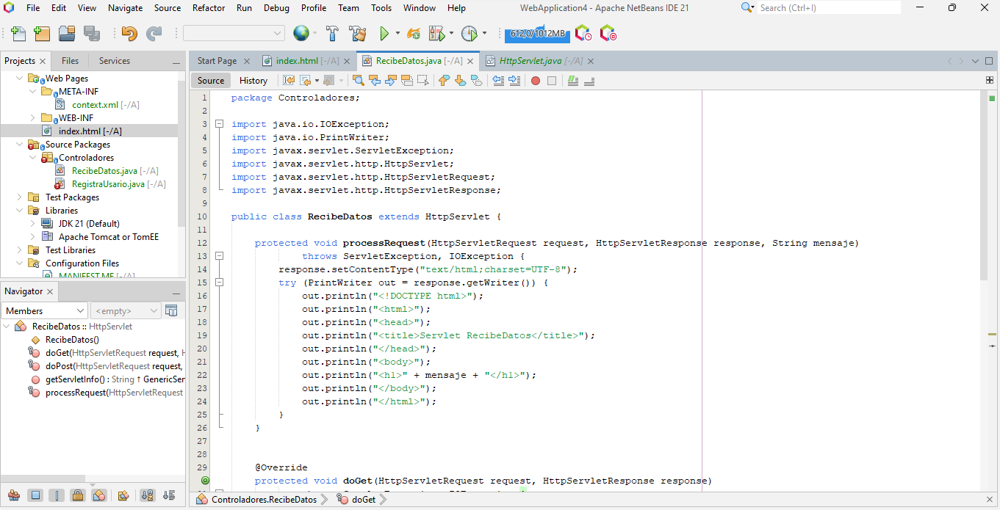 File Edit View Navigate Source Refactor Run Debug Profile Team Tools Window Help WebApplication4 - Apache NetBeans IDE 21 Search (Ctrl+I)
612,0/1012MB
Projects Files Services
Web Pages
META-INF
context.xml [-/A]
WEB-INF
index.html [-/A]
Source Packages
Controladores
RecibeDatos.java [-/A]
RegistraUsario.java [-/A]
Test Packages
Libraries
JDK 21 (Default)
Apache Tomcat or TomEE
Test Libraries
Configuration Files
MANIFEST.MF [-/A]
Navigator
Members <empty>
RecibeDatos :: HttpServlet
RecibeDatos()
doGet(HttpServletRequest request, H
doPost(HttpServletRequest request,
getServletInfo() : String ↑ GenericSer
processRequest(HttpServletRequest
Start Page index.html [-/A] RecibeDatos.java [-/A] HttpServlet.java [-/A]
Source History
1 package Controladores;
2
3 import java.io.IOException;
4 import java.io.PrintWriter;
5 import javax.servlet.ServletException;
6 import javax.servlet.http.HttpServlet;
7 import javax.servlet.http.HttpServletRequest;
8 import javax.servlet.http.HttpServletResponse;
9
10 public class RecibeDatos extends HttpServlet {
11
12 protected void processRequest(HttpServletRequest request, HttpServletResponse response, String mensaje)
13 throws ServletException, IOException {
14 response.setContentType("text/html;charset=UTF-8");
15 try (PrintWriter out = response.getWriter()) {
16 out.println("<!DOCTYPE html>");
17 out.println("<html>");
18 out.println("<head>");
19 out.println("<title>Servlet RecibeDatos</title>");
20 out.println("</head>");
21 out.println("<body>");
22 out.println("<h1>" + mensaje + "</h1>");
23 out.println("</body>");
24 out.println("</html>");
25 }
26 }
27
28
29 @Override
protected void doGet(HttpServletRequest request, HttpServletResponse response)
Controladores.RecibeDatos doGet